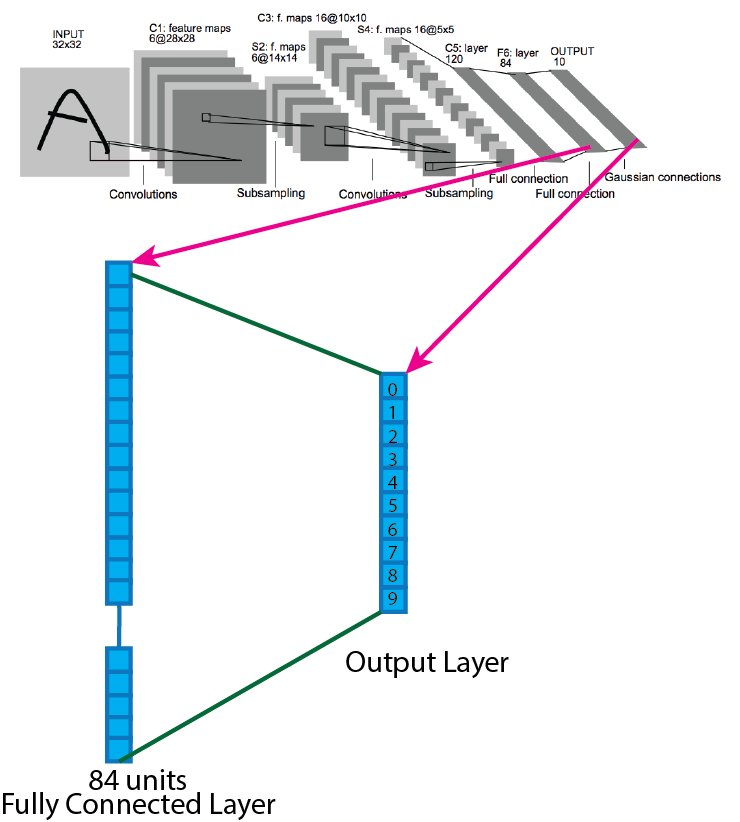 INPUT
32x32
C1: feature maps
6@28x28
S2: f. maps
6@14x14
C3: f. maps 16@10x10
S4: f. maps 16@5x5
C5: layer
120
F6: layer
84
OUTPUT
10
A
Convolutions
Subsampling
Convolutions
Subsampling
Full connection
Full connection
Gaussian connections
0
1
2
3
4
5
6
7
8
9
Output Layer
84 units
Fully Connected Layer